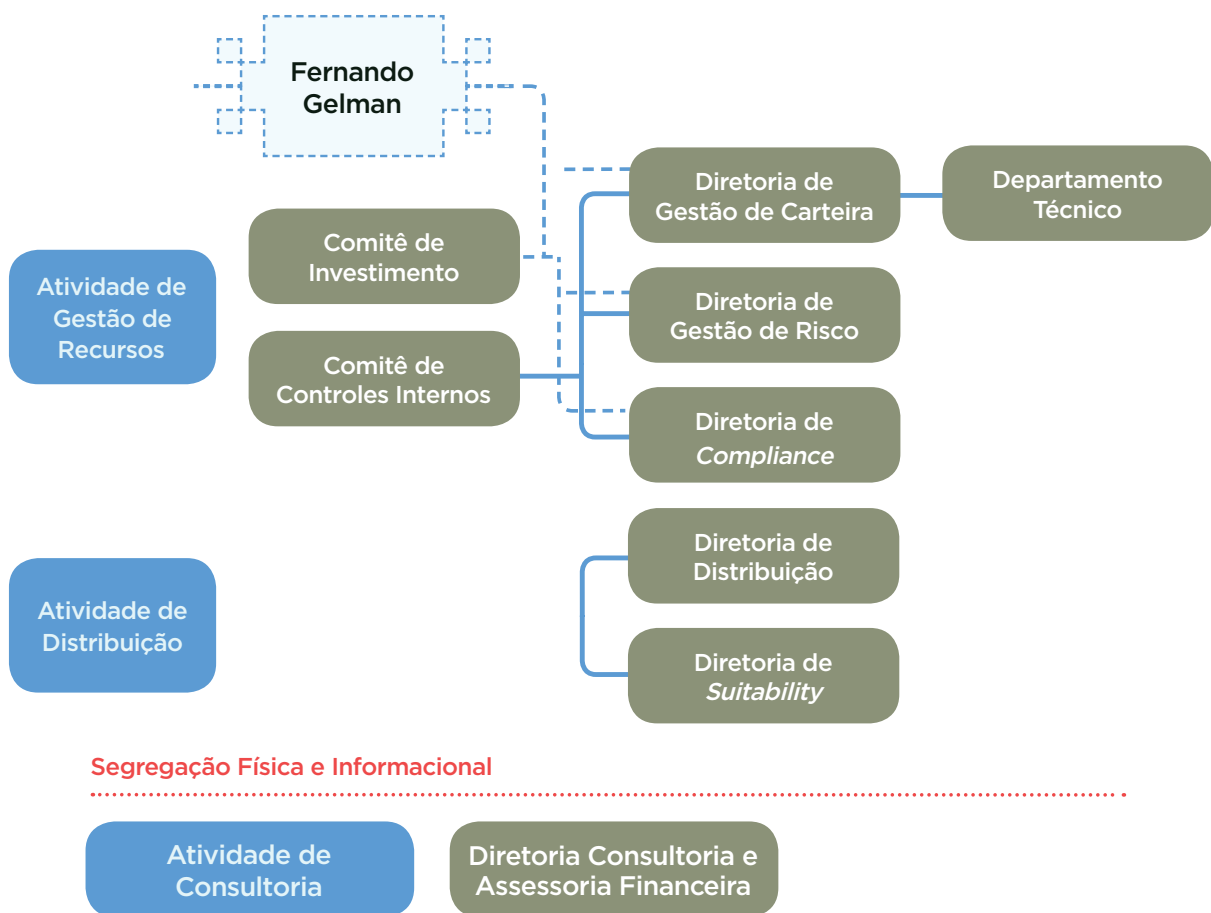 Fernando
Gelman
Diretoria de
Gestão de Carteira
Departamento
Técnico
Comitê de
Investimento
Atividade de
Gestão de
Recursos
Diretoria de
Gestão de Risco
Comitê de
Controles Internos
Diretoria de
Compliance
Diretoria de
Distribuição
Atividade de
Distribuição
Diretoria de
Suitability
Segregação Física e Informacional
Atividade de
Consultoria
Diretoria Consultoria e
Assessoria Financeira